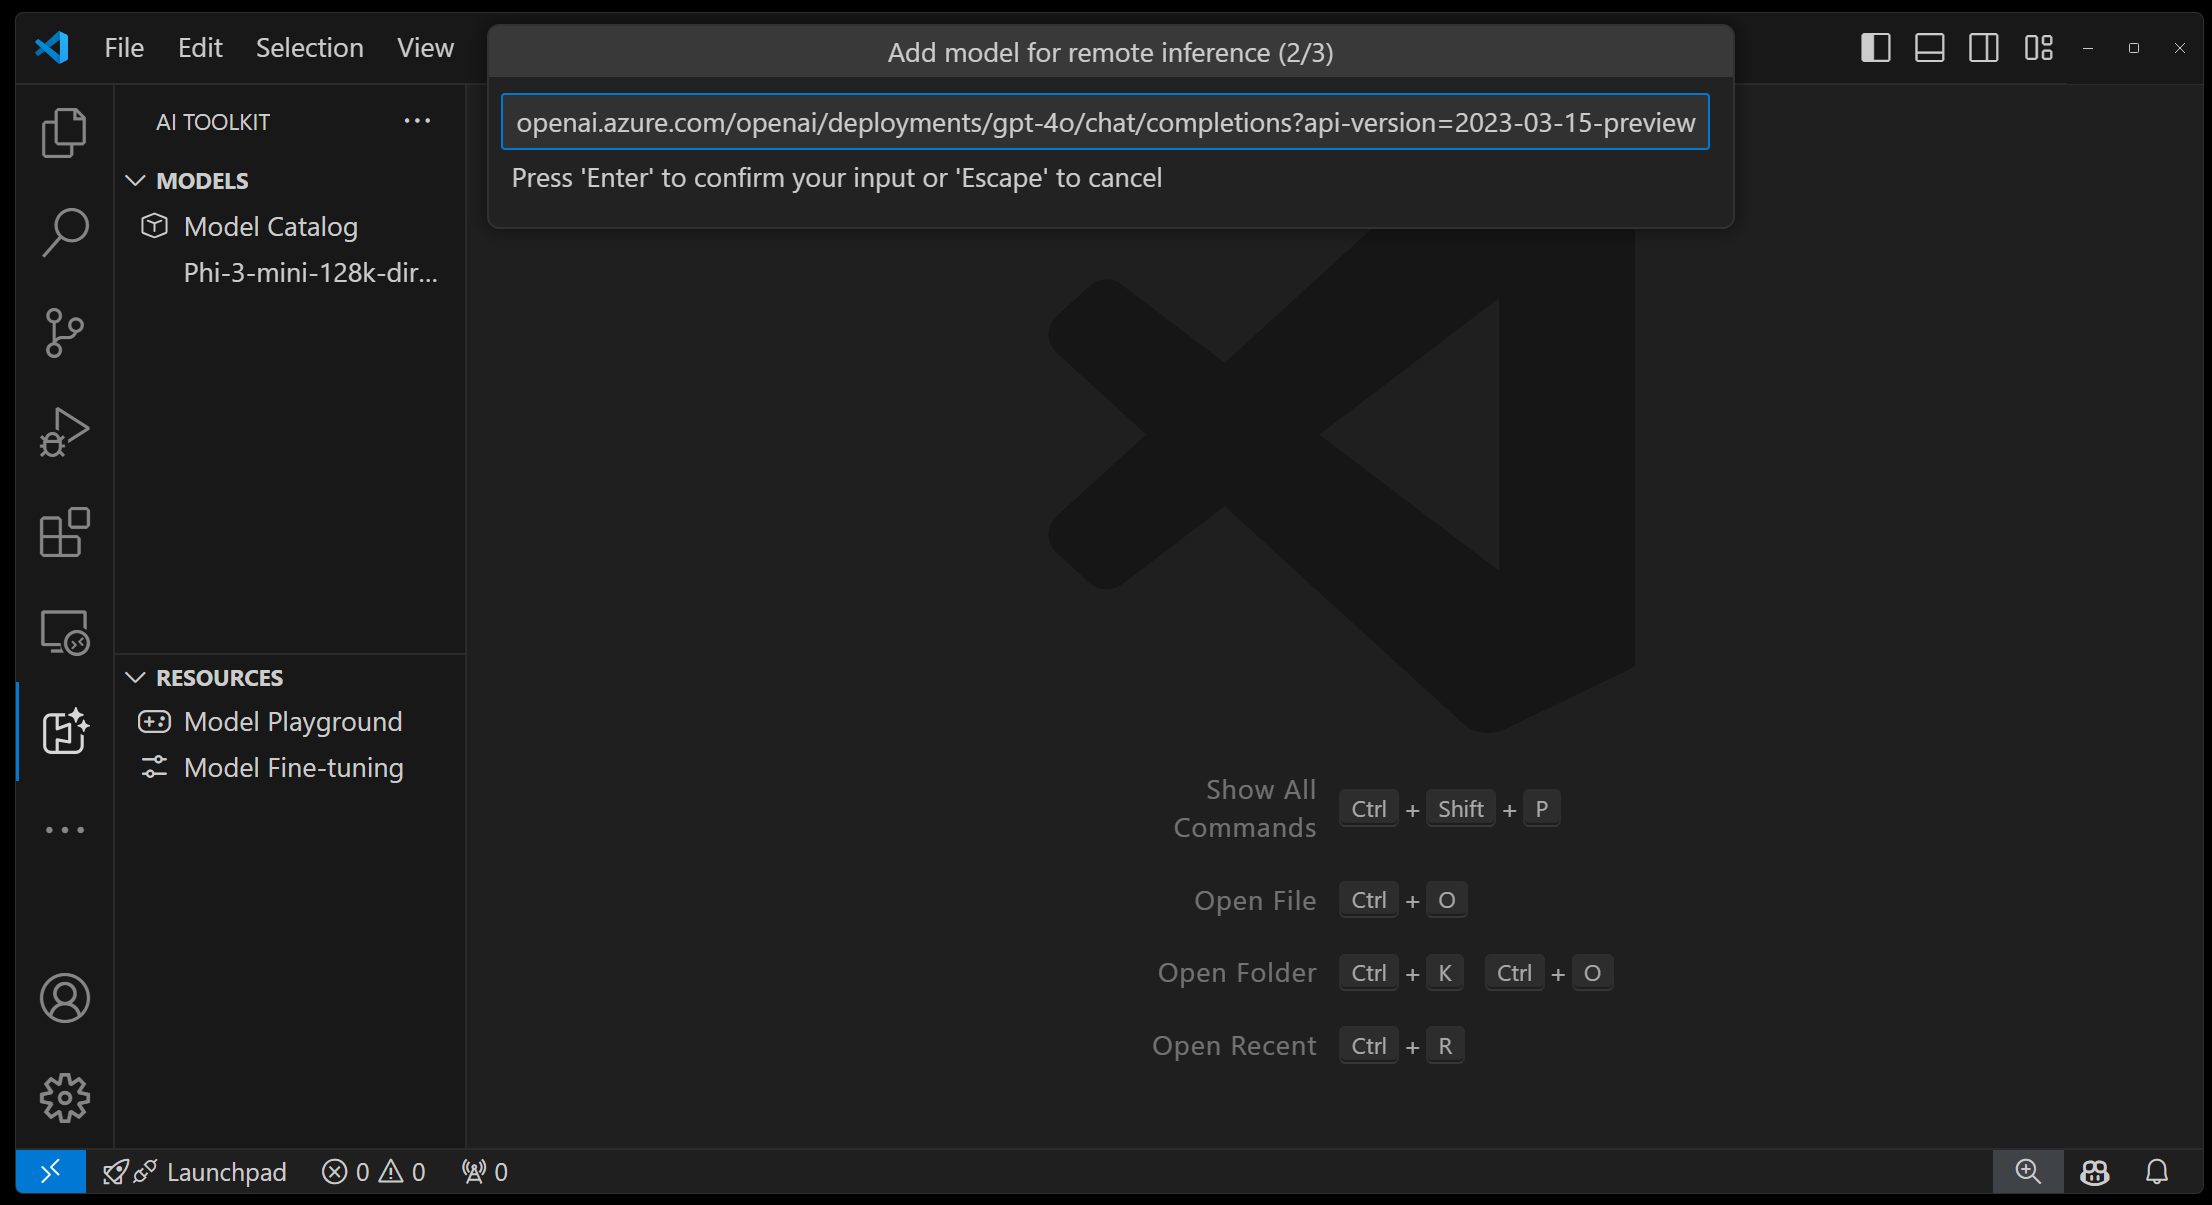 File Edit Selection View
Add model for remote inference (2/3)
openai.azure.com/openai/deployments/gpt-4o/chat/completions?api-version=2023-03-15-preview
Press 'Enter' to confirm your input or 'Escape' to cancel
AI TOOLKIT
MODELS
Model Catalog
Phi-3-mini-128k-dir...
RESOURCES
Model Playground
Model Fine-tuning
Show All
Commands
Ctrl + Shift + P
Open File Ctrl + O
Open Folder Ctrl + K Ctrl + O
Open Recent Ctrl + R
Launchpad 0 0 0